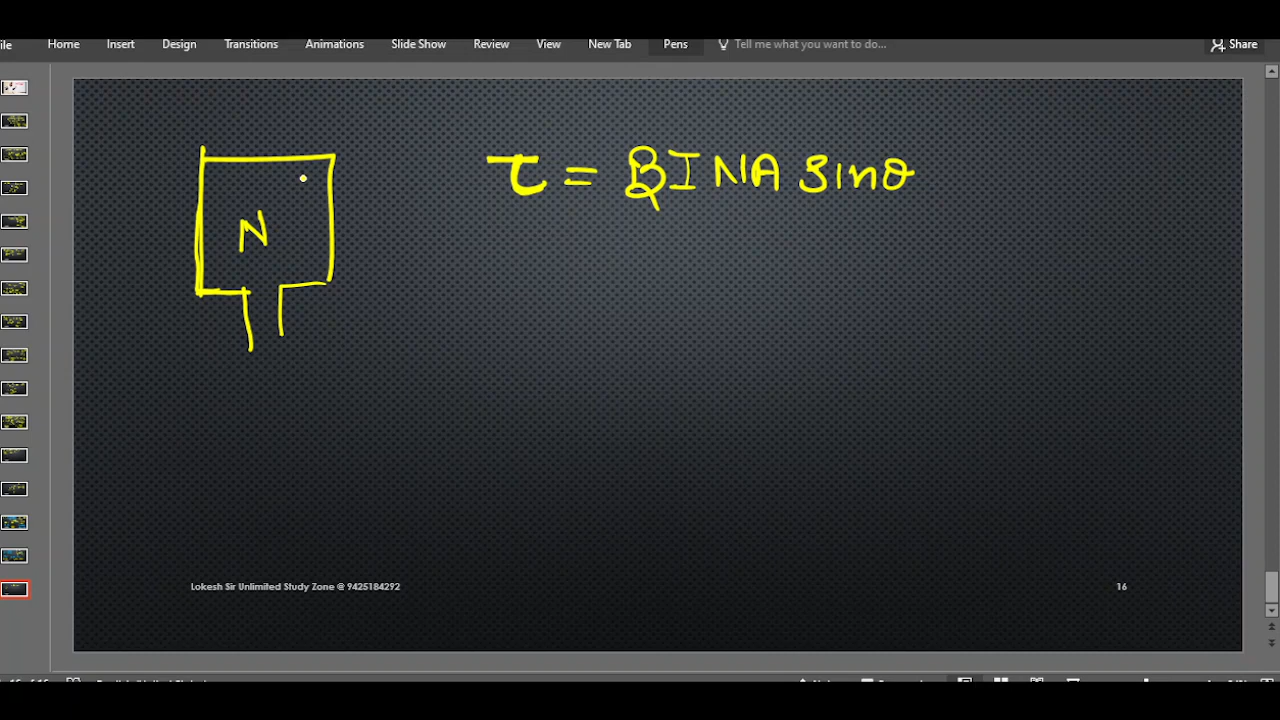 File Home Insert Design Transitions Animations Slide Show Review View New Tab Pens Tell me what you want to do... Share
τ = BINA sinθ
N
Lokesh Sir Unlimited Study Zone @ 9425184292 16